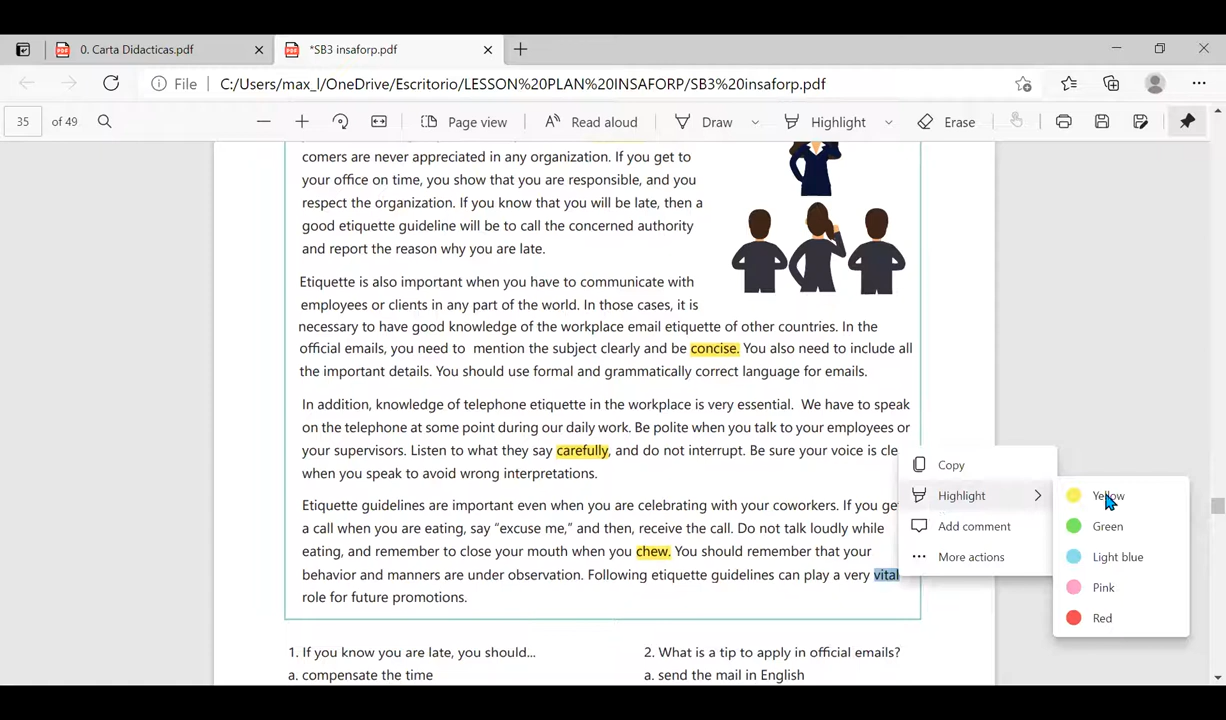 0. Carta Didacticas.pdf
*SB3 insaforp.pdf
File
C:/Users/max_l/OneDrive/Escritorio/LESSON%20PLAN%20INSAFORP/SB3%20insaforp.pdf
35 of 49
Page view
Read aloud
Draw
Highlight
Erase
comers are never appreciated in any organization. If you get to
your office on time, you show that you are responsible, and you
respect the organization. If you know that you will be late, then a
good etiquette guideline will be to call the concerned authority
and report the reason why you are late.
Etiquette is also important when you have to communicate with
employees or clients in any part of the world. In those cases, it is
necessary to have good knowledge of the workplace email etiquette of other countries. In the
official emails, you need to mention the subject clearly and be concise. You also need to include all
the important details. You should use formal and grammatically correct language for emails.
In addition, knowledge of telephone etiquette in the workplace is very essential. We have to speak
on the telephone at some point during our daily work. Be polite when you talk to your employees or
your supervisors. Listen to what they say carefully, and do not interrupt. Be sure your voice is cle
when you speak to avoid wrong interpretations.
Etiquette guidelines are important even when you are celebrating with your coworkers. If you ge
a call when you are eating, say “excuse me,” and then, receive the call. Do not talk loudly while
eating, and remember to close your mouth when you chew. You should remember that your
behavior and manners are under observation. Following etiquette guidelines can play a very vital
role for future promotions.
Copy
Highlight
Add comment
More actions
Yellow
Green
Light blue
Pink
Red
1. If you know you are late, you should...
a. compensate the time
2. What is a tip to apply in official emails?
a. send the mail in English